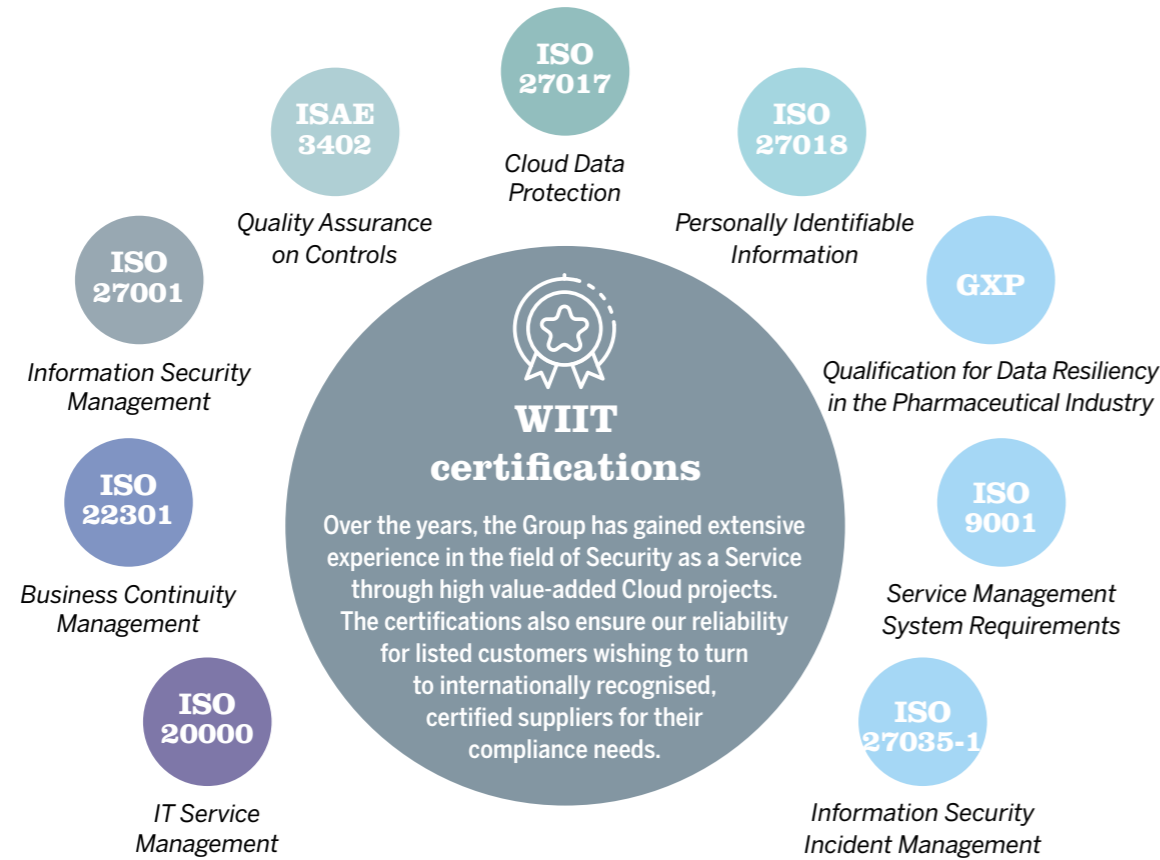 ISO
27017
Cloud Data
Protection
ISAE
3402
Quality Assurance
on Controls
ISO
27018
Personally Identifiable
Information
ISO
27001
Information Security
Management
GXP
Qualification for Data Resiliency
in the Pharmaceutical Industry
WIIT
certifications
Over the years, the Group has gained extensive
experience in the field of Security as a Service
through high value-added Cloud projects.
The certifications also ensure our reliability
for listed customers wishing to turn
to internationally recognised,
certified suppliers for their
compliance needs.
ISO
22301
Business Continuity
Management
ISO
9001
Service Management
System Requirements
ISO
20000
IT Service
Management
ISO
27035-1
Information Security
Incident Management